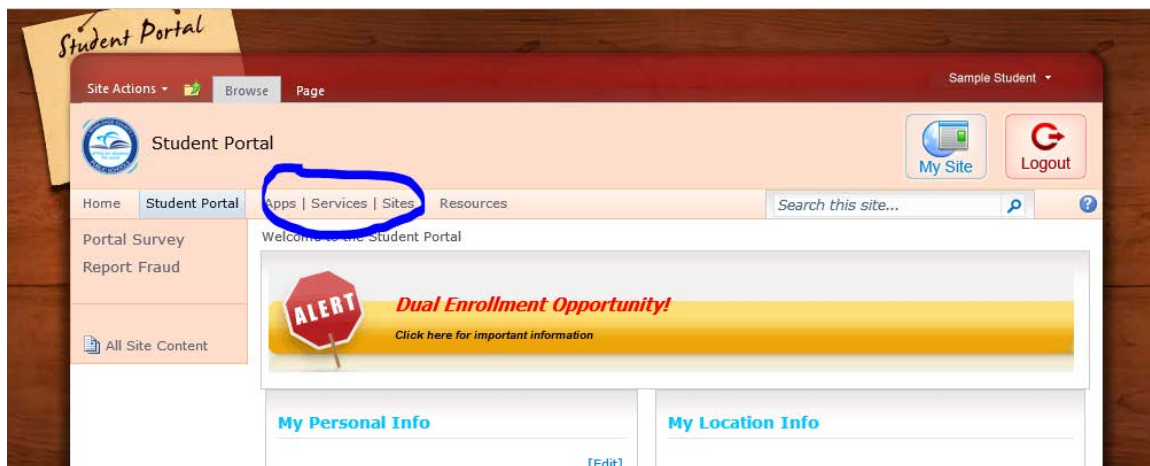 Student Portal
Sample Student
Site Actions Browse Page
Student Portal
My Site Logout
Home Student Portal Apps | Services | Sites Resources Search this site...
Portal Survey
Report Fraud
All Site Content
Welcome to the Student Portal
ALERT
Dual Enrollment Opportunity!
Click here for important information
My Personal Info
[Edit]
My Location Info